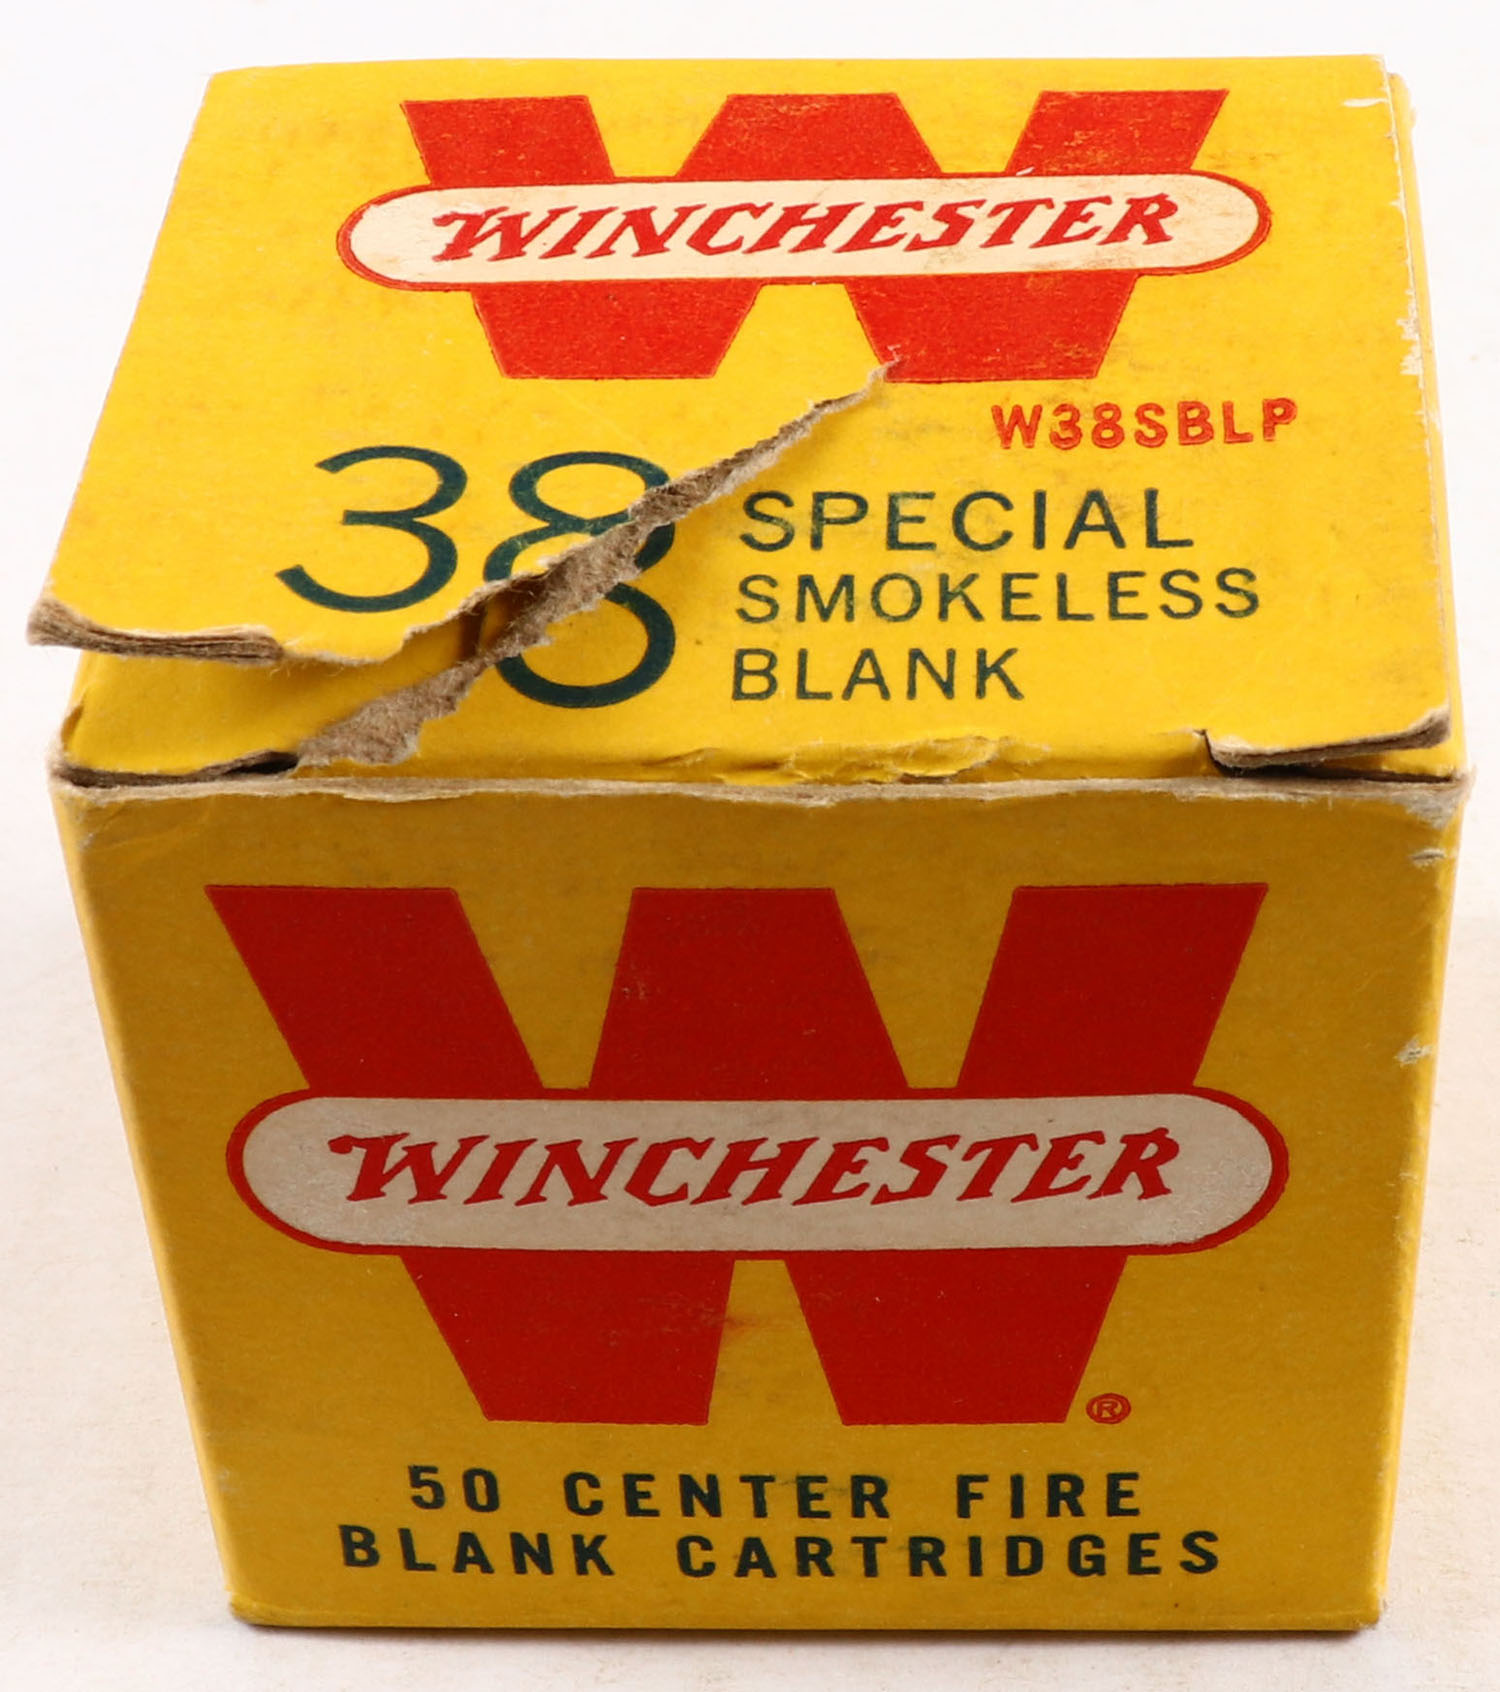 WINCHESTER
W38SBLP
38 SPECIAL
SMOKELESS
BLANK
WINCHESTER
®
50 CENTER FIRE
BLANK CARTRIDGES